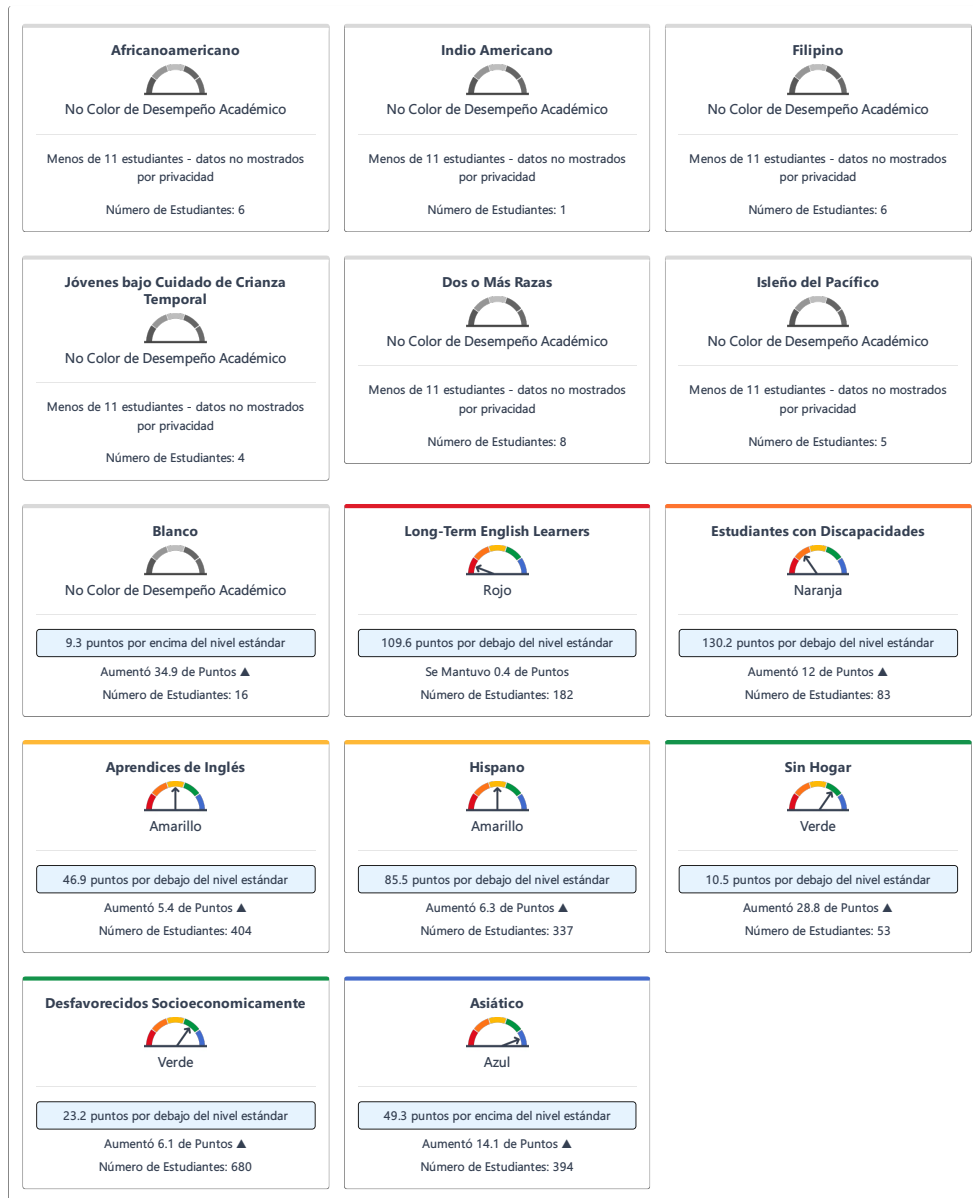 Africanoamericano
No Color de Desempeño Académico
Menos de 11 estudiantes - datos no mostrados
por privacidad
Número de Estudiantes: 6
Indio Americano
No Color de Desempeño Académico
Menos de 11 estudiantes - datos no mostrados
por privacidad
Número de Estudiantes: 1
Filipino
No Color de Desempeño Académico
Menos de 11 estudiantes - datos no mostrados
por privacidad
Número de Estudiantes: 6
Jóvenes bajo Cuidado de Crianza
Temporal
No Color de Desempeño Académico
Menos de 11 estudiantes - datos no mostrados
por privacidad
Número de Estudiantes: 4
Dos o Más Razas
No Color de Desempeño Académico
Menos de 11 estudiantes - datos no mostrados
por privacidad
Número de Estudiantes: 8
Isleño del Pacífico
No Color de Desempeño Académico
Menos de 11 estudiantes - datos no mostrados
por privacidad
Número de Estudiantes: 5
Blanco
No Color de Desempeño Académico
9.3 puntos por encima del nivel estándar
Aumentó 34.9 de Puntos ▲
Número de Estudiantes: 16
Long-Term English Learners
Rojo
109.6 puntos por debajo del nivel estándar
Se Mantuvo 0.4 de Puntos
Número de Estudiantes: 182
Estudiantes con Discapacidades
Naranja
130.2 puntos por debajo del nivel estándar
Aumentó 12 de Puntos ▲
Número de Estudiantes: 83
Aprendices de Inglés
Amarillo
46.9 puntos por debajo del nivel estándar
Aumentó 5.4 de Puntos ▲
Número de Estudiantes: 404
Hispano
Amarillo
85.5 puntos por debajo del nivel estándar
Aumentó 6.3 de Puntos ▲
Número de Estudiantes: 337
Sin Hogar
Verde
10.5 puntos por debajo del nivel estándar
Aumentó 28.8 de Puntos ▲
Número de Estudiantes: 53
Desfavorecidos Socioeconomicamente
Verde
23.2 puntos por debajo del nivel estándar
Aumentó 6.1 de Puntos ▲
Número de Estudiantes: 680
Asiático
Azul
49.3 puntos por encima del nivel estándar
Aumentó 14.1 de Puntos ▲
Número de Estudiantes: 394